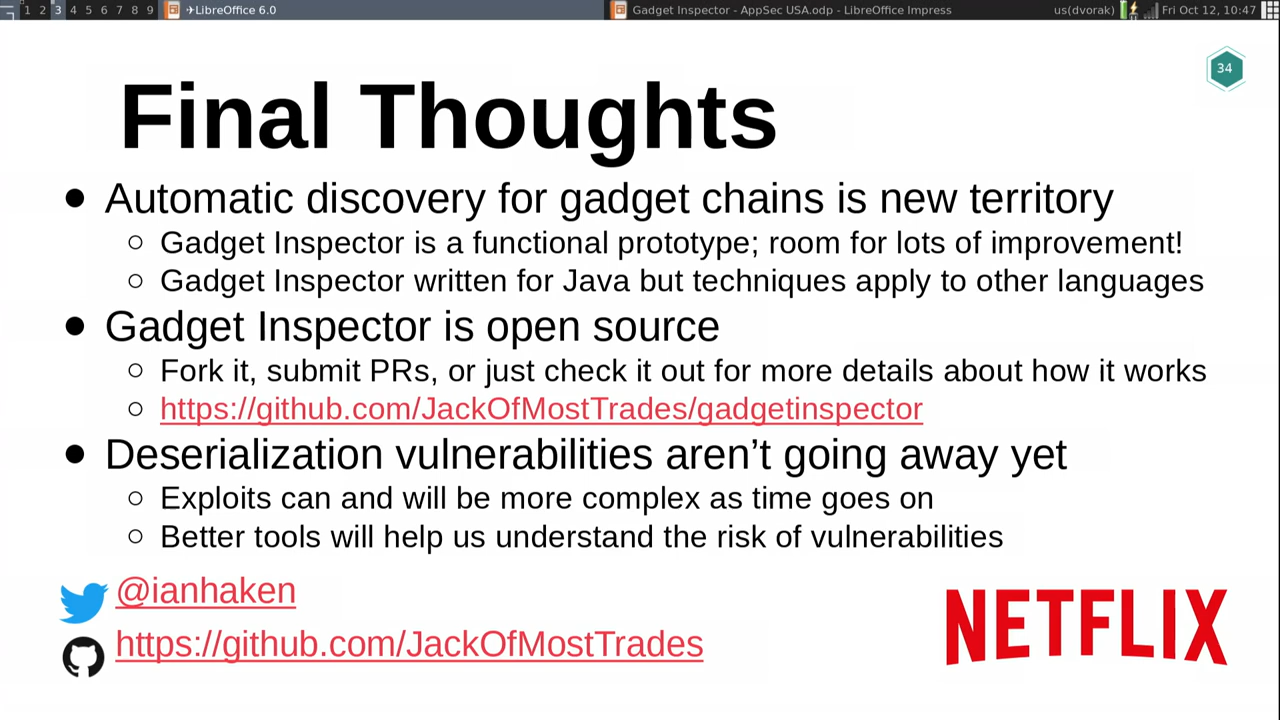 1 2 3 4 5 6 7 8 9 ✈LibreOffice 6.0 Gadget Inspector - AppSec USA.odp - LibreOffice Impress us(dvorak) Fri Oct 12, 10:47
34
Final Thoughts
● Automatic discovery for gadget chains is new territory
○ Gadget Inspector is a functional prototype; room for lots of improvement!
○ Gadget Inspector written for Java but techniques apply to other languages
● Gadget Inspector is open source
○ Fork it, submit PRs, or just check it out for more details about how it works
○ https://github.com/JackOfMostTrades/gadgetinspector
● Deserialization vulnerabilities aren’t going away yet
○ Exploits can and will be more complex as time goes on
○ Better tools will help us understand the risk of vulnerabilities
@ianhaken
https://github.com/JackOfMostTrades
NETFLIX